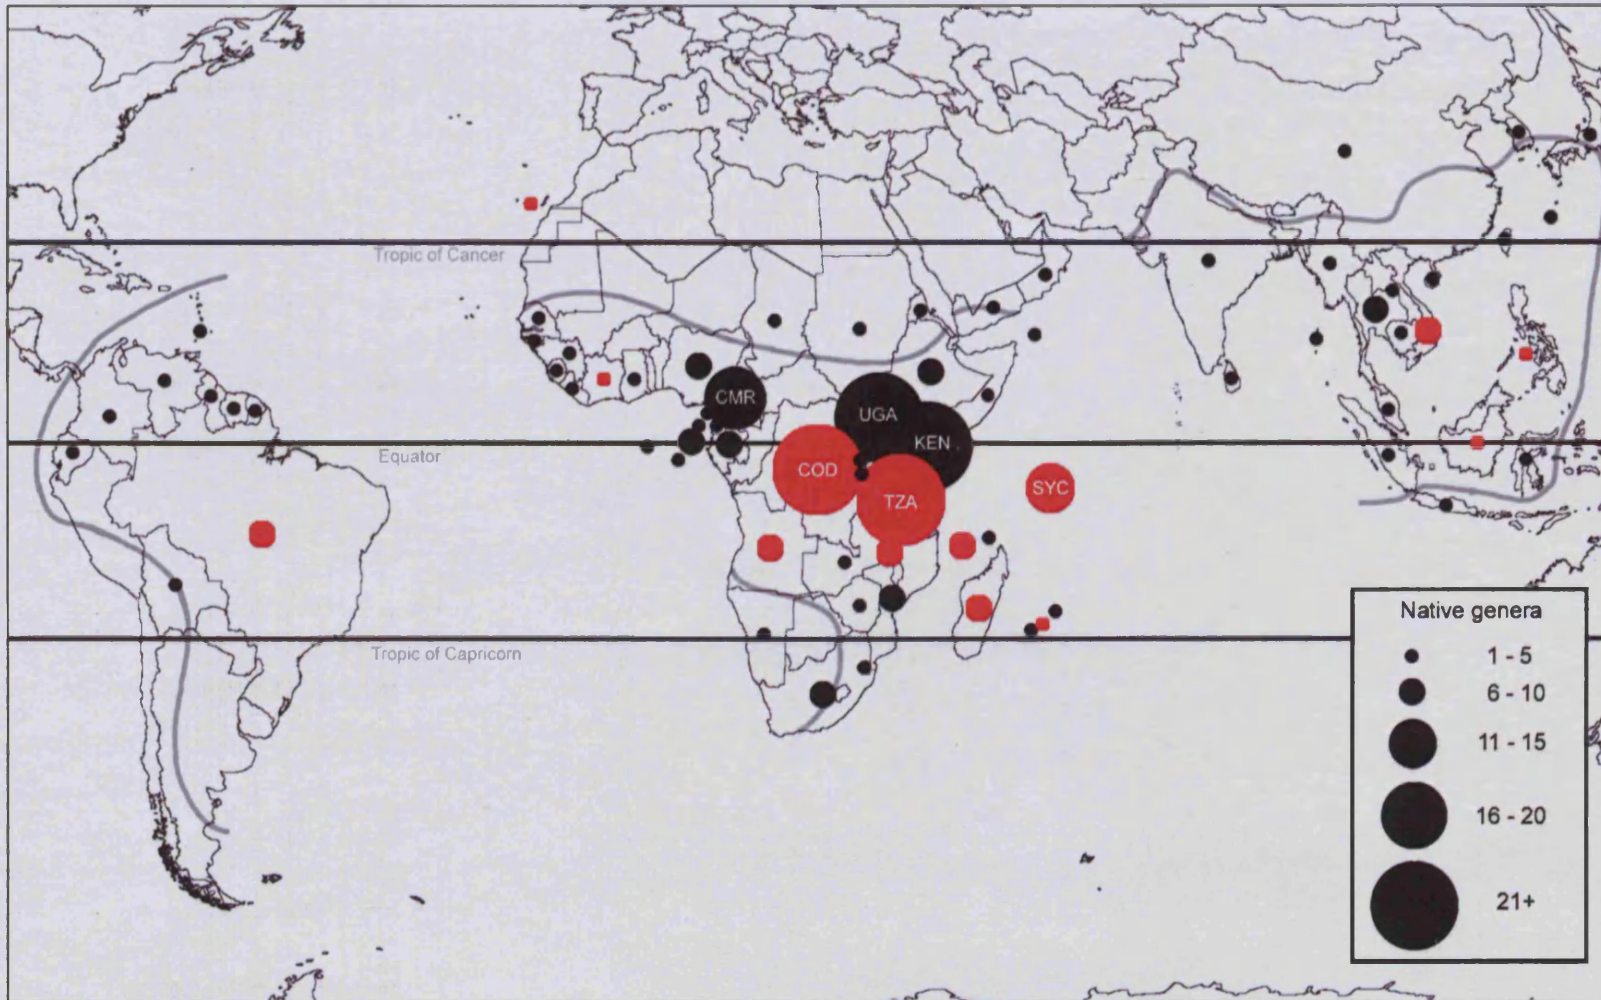 Tropic of Cancer
CMR
UGA
KEN
Equator
COD
SYC
TZA
Tropic of Capricorn
Native genera
1 - 5
6 - 10
11 - 15
16 - 20
21+